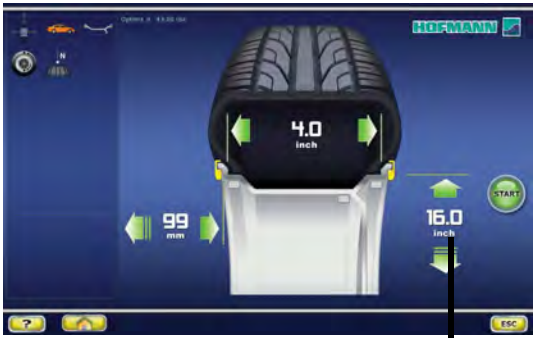 HOFMANN
N
4.0
inch
START
99
mm
16.0
inch
?
ESC